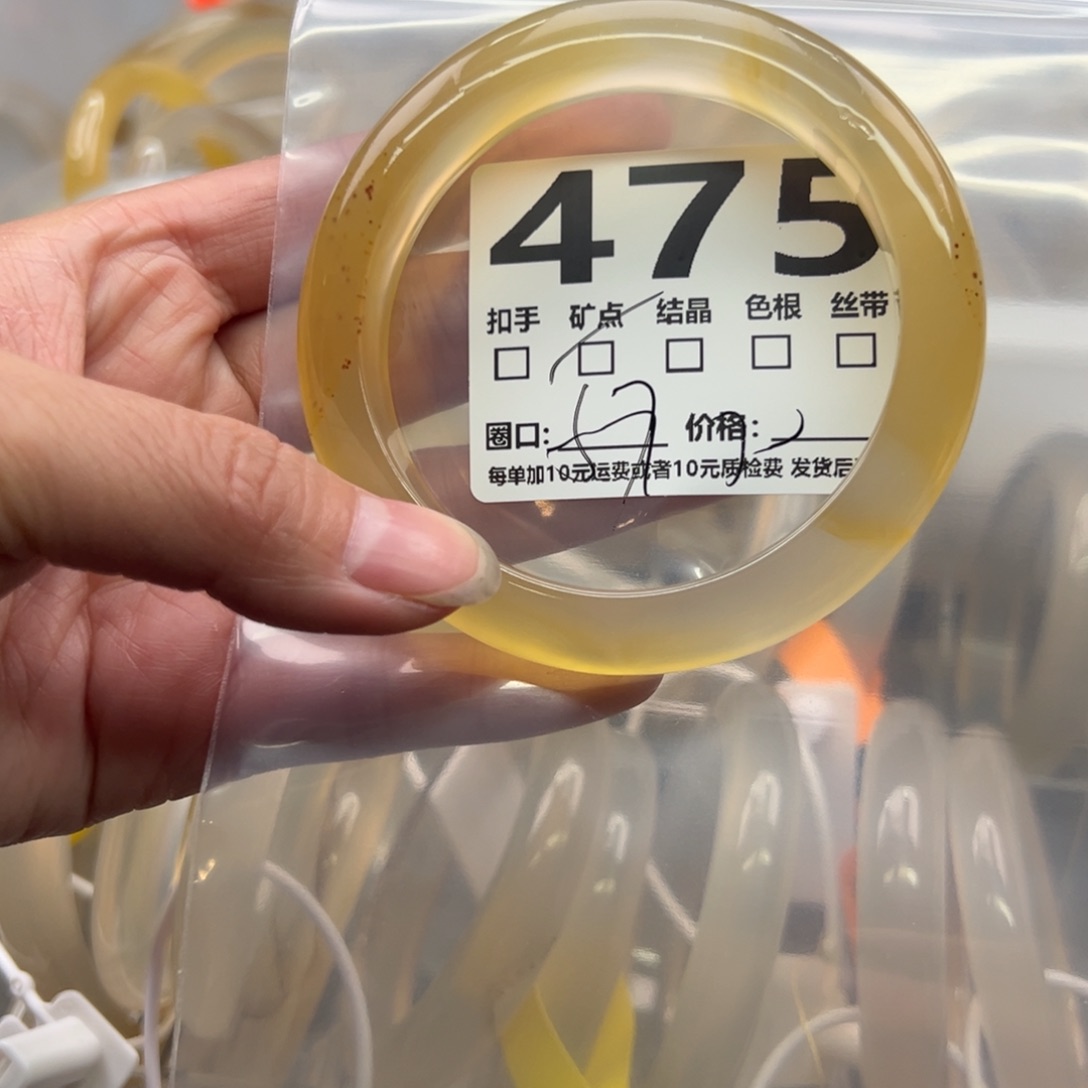 475
扣手 矿点 结晶 色根 丝带
圈口: 价格:
每单加10元运费或者10元质检费 发货后